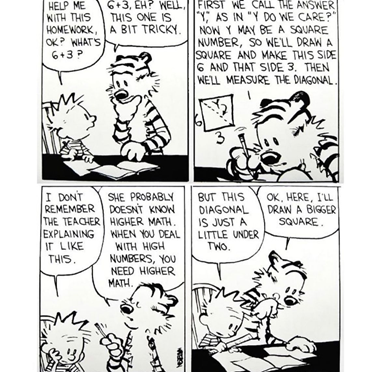 HELP ME
WITH THIS
HOMEWORK,
OK? WHAT'S
6+3?
6+3, EH? WELL,
THIS ONE IS
A BIT TRICKY.
FIRST WE CALL THE ANSWER
"Y," AS IN "Y DO WE CARE?"
NOW Y MAY BE A SQUARE
NUMBER, SO WE'LL DRAW A
SQUARE AND MAKE THIS SIDE
6 AND THAT SIDE 3, THEN
WE'LL MEASURE THE DIAGONAL.
6
3
I DON'T
REMEMBER
THE TEACHER
EXPLAINING
IT LIKE
THIS.
SHE PROBABLY
DOESN'T KNOW
HIGHER MATH.
WHEN YOU DEAL
WITH HIGH
NUMBERS, YOU
NEED HIGHER
MATH.
BUT THIS
DIAGONAL
IS JUST A
LITTLE UNDER
TWO.
OK, HERE, I'LL
DRAW A BIGGER
SQUARE.